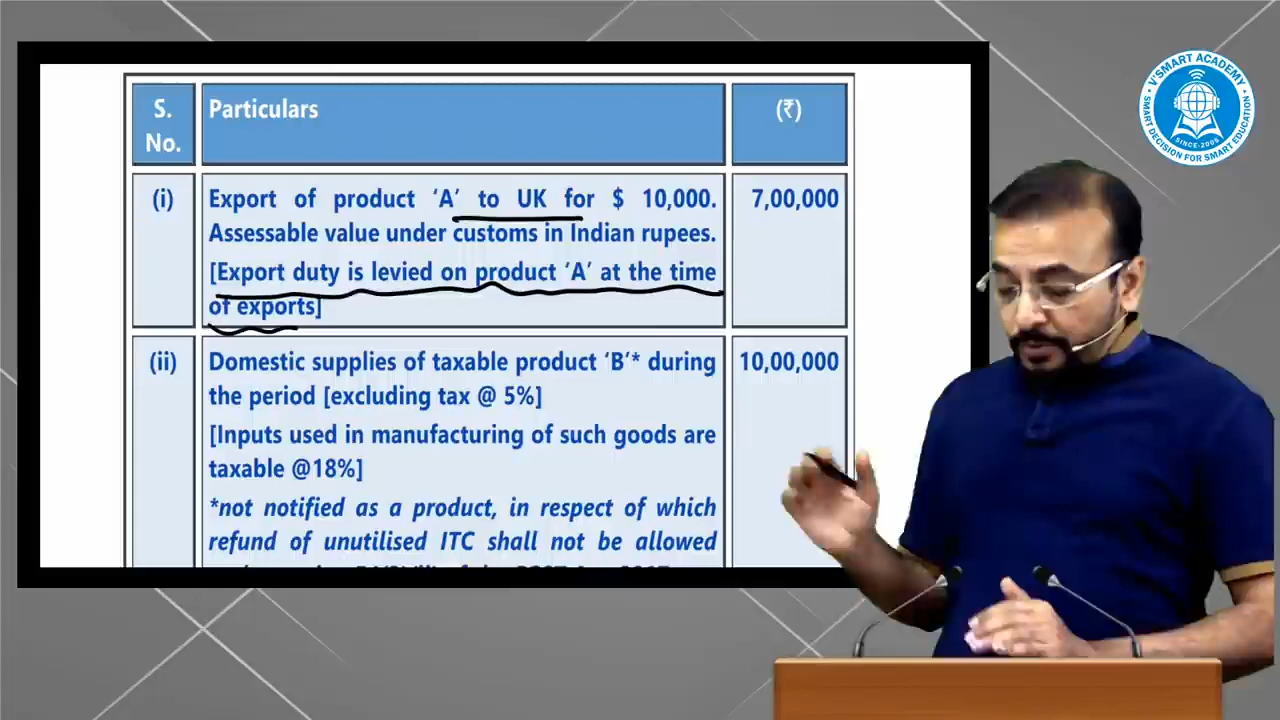 S.
No.
Particulars
(₹)
(i)
Export of product ‘A’ to UK for $ 10,000.
Assessable value under customs in Indian rupees.
[Export duty is levied on product ‘A’ at the time
of exports]
7,00,000
(ii)
Domestic supplies of taxable product ‘B’* during
the period [excluding tax @ 5%]
[Inputs used in manufacturing of such goods are
taxable @18%]
*not notified as a product, in respect of which
refund of unutilised ITC shall not be allowed
10,00,000
V'SMART ACADEMY
SINCE-2005
SMART DECISION FOR SMART EDUCATION